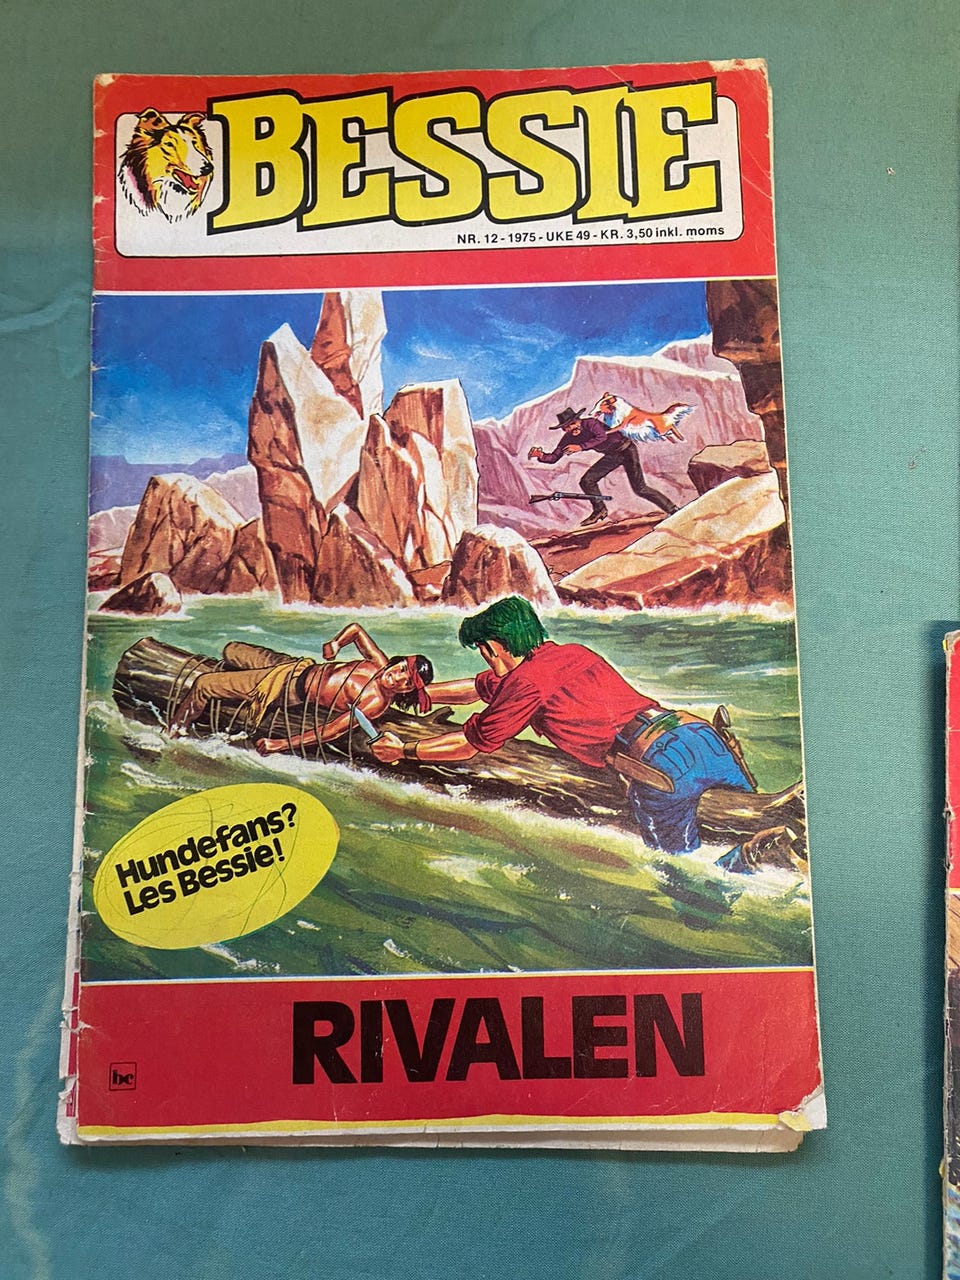 BESSIE
NR. 12 - 1975 - UKE 49 - KR. 3,50 inkl. moms
Hundefans?
Les Bessie!
RIVALEN
bc